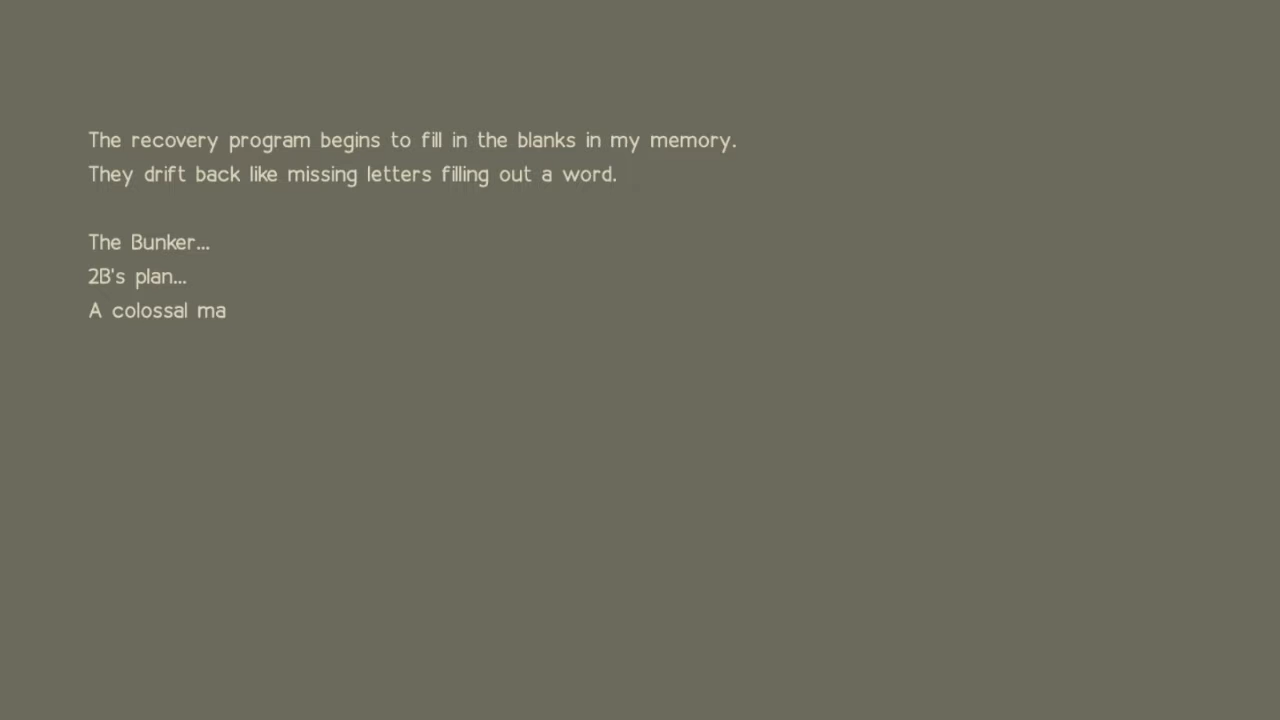 The recovery program begins to fill in the blanks in my memory.
They drift back like missing letters filling out a word.
The Bunker...
2B's plan...
A colossal ma